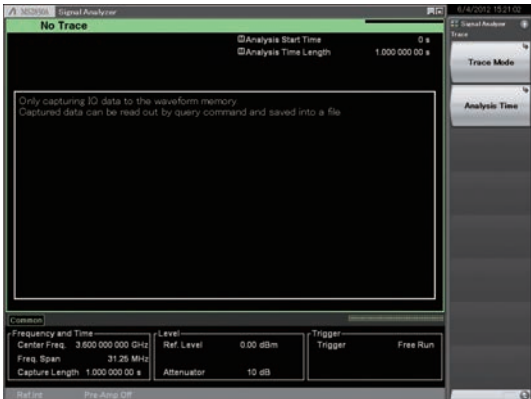 MS2690A Signal Analyzer 6/4/2012 15:21:02
No Trace
Signal Analyzer
Trace
Analysis Start Time 0 s
Analysis Time Length 1.000 000 00 s
Trace Mode
Analysis Time
Only capturing IQ data to the waveform memory
Captured data can be read out by query command and saved into a file
Common
Frequency and Time
Center Freq. 3.600 000 000 GHz
Freq. Span 31.25 MHz
Capture Length 1.000 000 00 s
Level
Ref. Level 0.00 dBm
Attenuator 10 dB
Trigger
Trigger Free Run
Ref.Int Pre-Amp Off